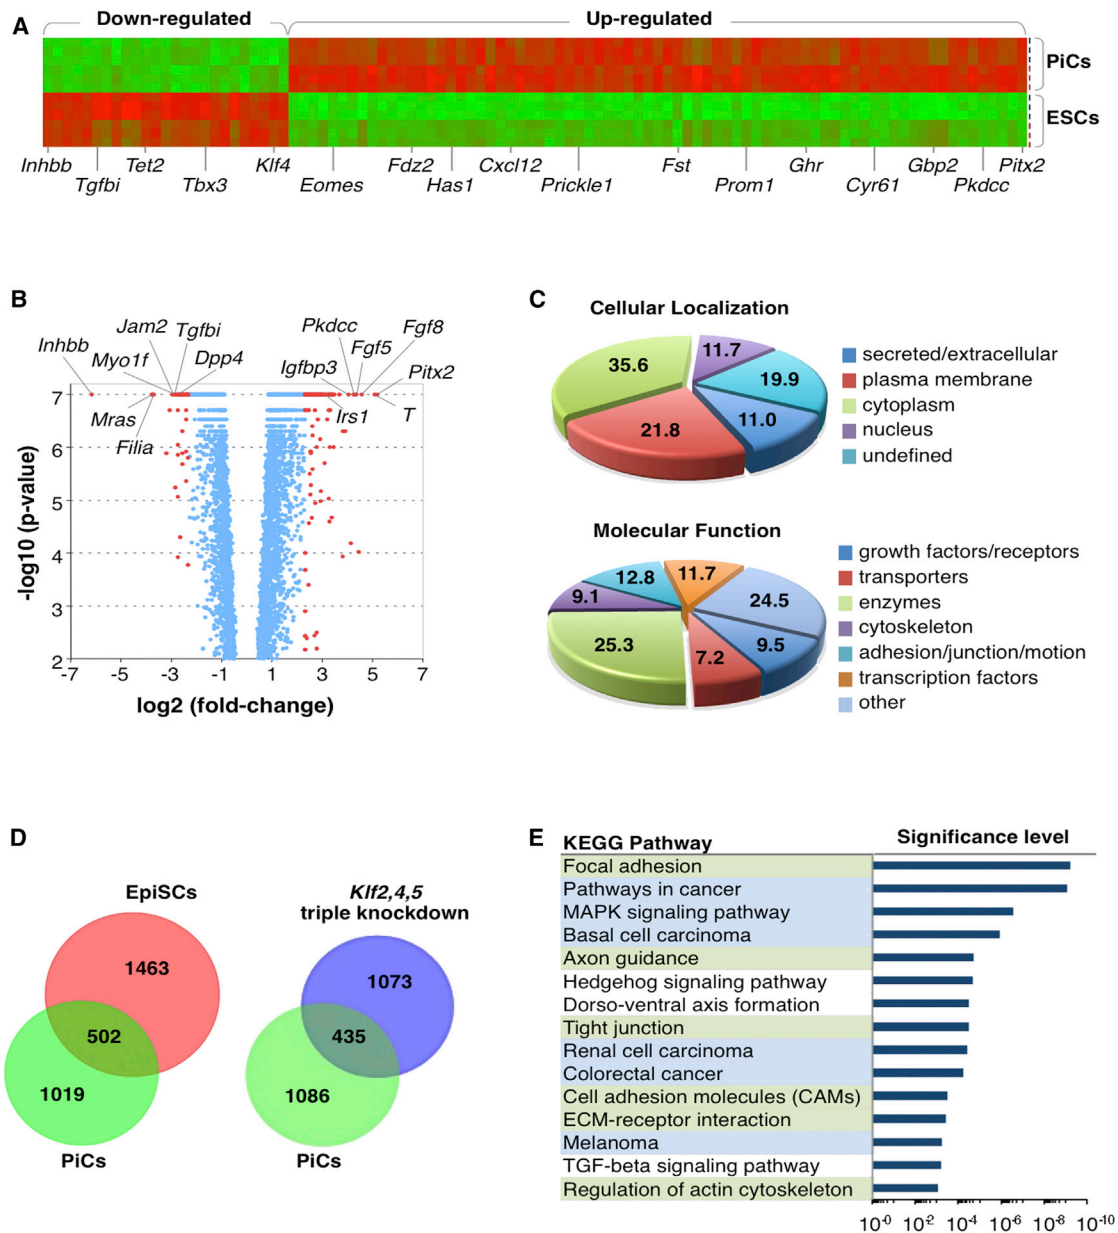 A
Down-regulated
Up-regulated
PiCs
ESCs
Inhbb
Tet2
Klf4
Fdz2
Cxcl12
Fst
Ghr
Gbp2
Pitx2
Tgfbi
Tbx3
Eomes
Has1
Prickle1
Prom1
Cyr61
Pkdcc
B
Jam2
Tgfbi
Pkdcc
Fgf8
Inhbb
Myo1f
Dpp4
Igfbp3
Fgf5
Pitx2
Mras
Filia
Irs1
T
-log10 (p-value)
7
6
5
4
3
2
-7 -5 -3 -1 1 3 5 7
log2 (fold-change)
C
Cellular Localization
35.6
11.7
19.9
11.0
21.8
secreted/extracellular
plasma membrane
cytoplasm
nucleus
undefined
Molecular Function
12.8
11.7
24.5
9.1
25.3
7.2
9.5
growth factors/receptors
transporters
enzymes
cytoskeleton
adhesion/junction/motion
transcription factors
other
D
EpiSCs
1463
502
1019
PiCs
Klf2,4,5
triple knockdown
1073
435
1086
PiCs
E
KEGG Pathway
Significance level
Focal adhesion
Pathways in cancer
MAPK signaling pathway
Basal cell carcinoma
Axon guidance
Hedgehog signaling pathway
Dorso-ventral axis formation
Tight junction
Renal cell carcinoma
Colorectal cancer
Cell adhesion molecules (CAMs)
ECM-receptor interaction
Melanoma
TGF-beta signaling pathway
Regulation of actin cytoskeleton
10-0 10-2 10-4 10-6 10-8 10-10